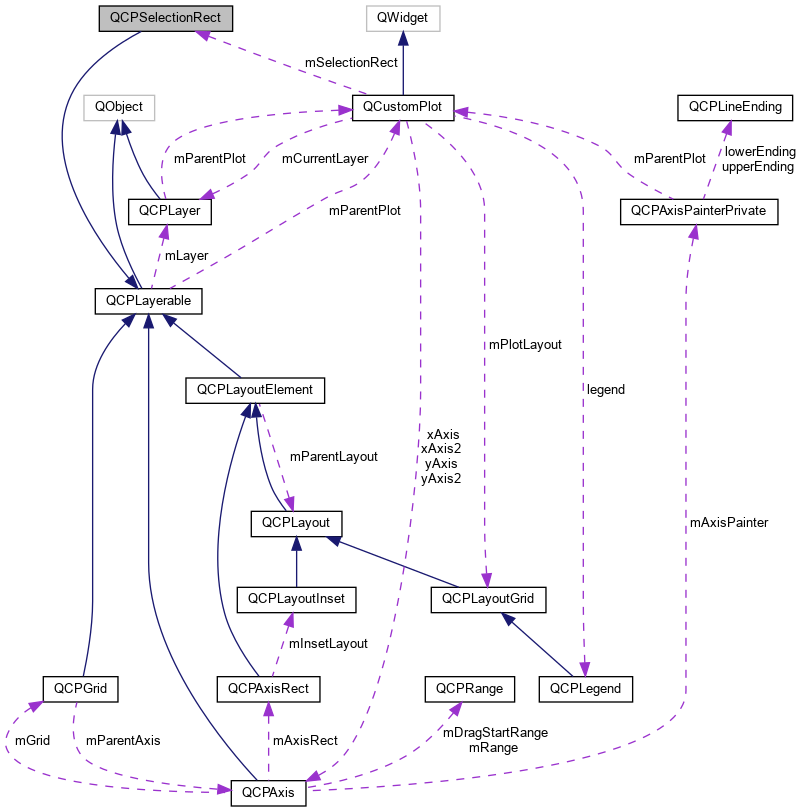 QCPSelectionRect
QWidget
mSelectionRect
QObject
QCustomPlot
QCPLineEnding
mParentPlot
mCurrentLayer
mParentPlot
lowerEnding
upperEnding
QCPLayer
mParentPlot
QCPAxisPainterPrivate
mLayer
QCPLayerable
mPlotLayout
QCPLayoutElement
legend
xAxis
xAxis2
yAxis
yAxis2
mParentLayout
QCPLayout
mAxisPainter
QCPLayoutInset
QCPLayoutGrid
mInsetLayout
QCPGrid
QCPAxisRect
QCPRange
QCPLegend
mGrid
mParentAxis
mAxisRect
mDragStartRange
mRange
QCPAxis